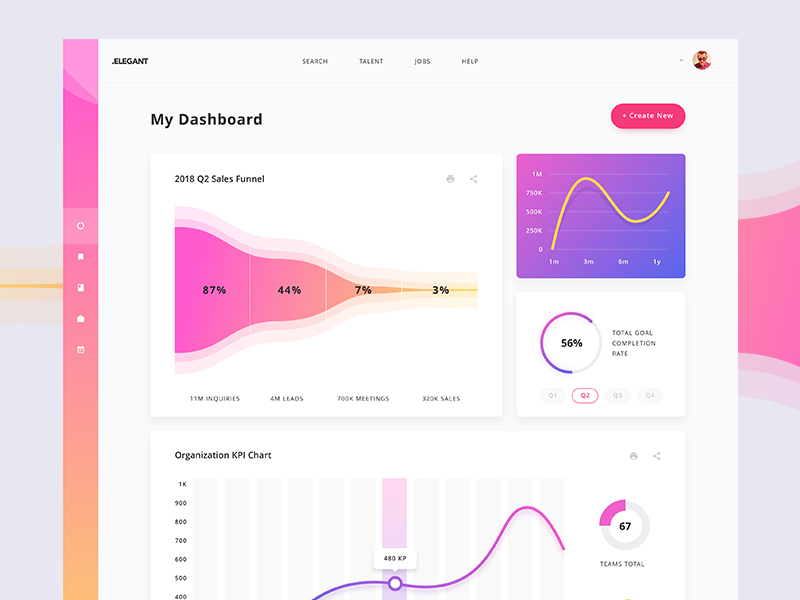 .ELEGANT
SEARCH
TALENT
JOBS
HELP
My Dashboard
+ Create New
2018 Q2 Sales Funnel
87%
44%
7%
3%
11M INQUIRIES
4M LEADS
700K MEETINGS
320K SALES
1M
750K
500K
250K
0
1m
3m
6m
1y
56%
TOTAL GOAL
COMPLETION
RATE
Q1
Q2
Q3
Q4
Organization KPI Chart
1K
900
800
700
600
500
400
480 KP
67
TEAMS TOTAL